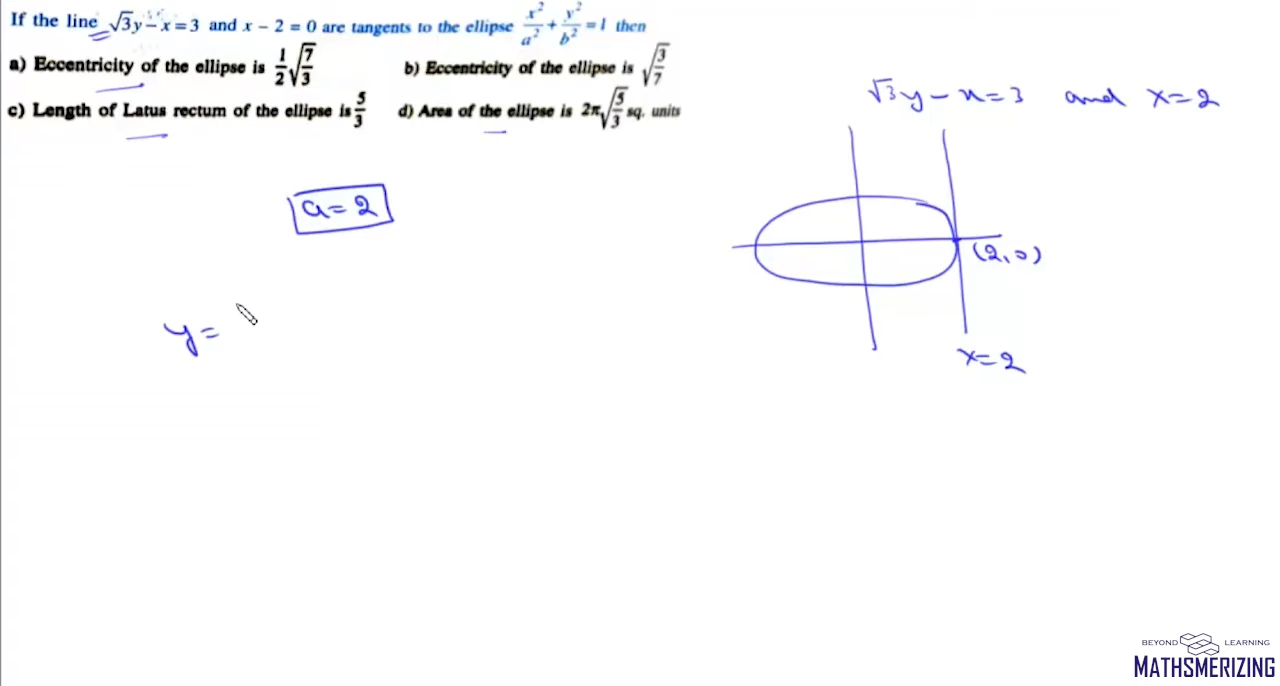 If the line √3y − x = 3 and x − 2 = 0 are tangents to the ellipse x²/a² + y²/b² = 1 then
a) Eccentricity of the ellipse is 1/2 √(7/3)
b) Eccentricity of the ellipse is √(3/7)
c) Length of Latus rectum of the ellipse is 5/3
d) Area of the ellipse is 2π√(5/3) sq. units
√3y − x = 3 and x = 2
a = 2
(2,0)
y =
x = 2
BEYOND LEARNING
MATHSMERIZING